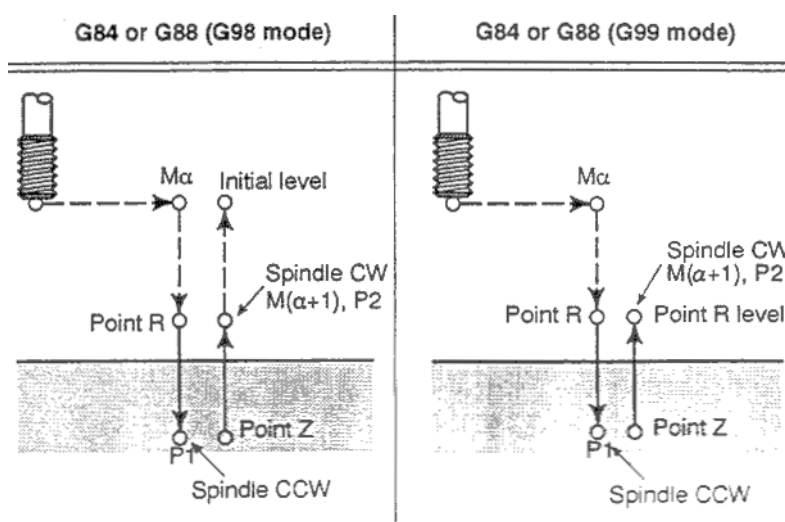 G84 or G88 (G98 mode)
Mα
Initial level
Spindle CW
M(α+1), P2
Point R
Point Z
P1
Spindle CCW
G84 or G88 (G99 mode)
Mα
Spindle CW
M(α+1), P2
Point R
Point R level
Point Z
P1
Spindle CCW